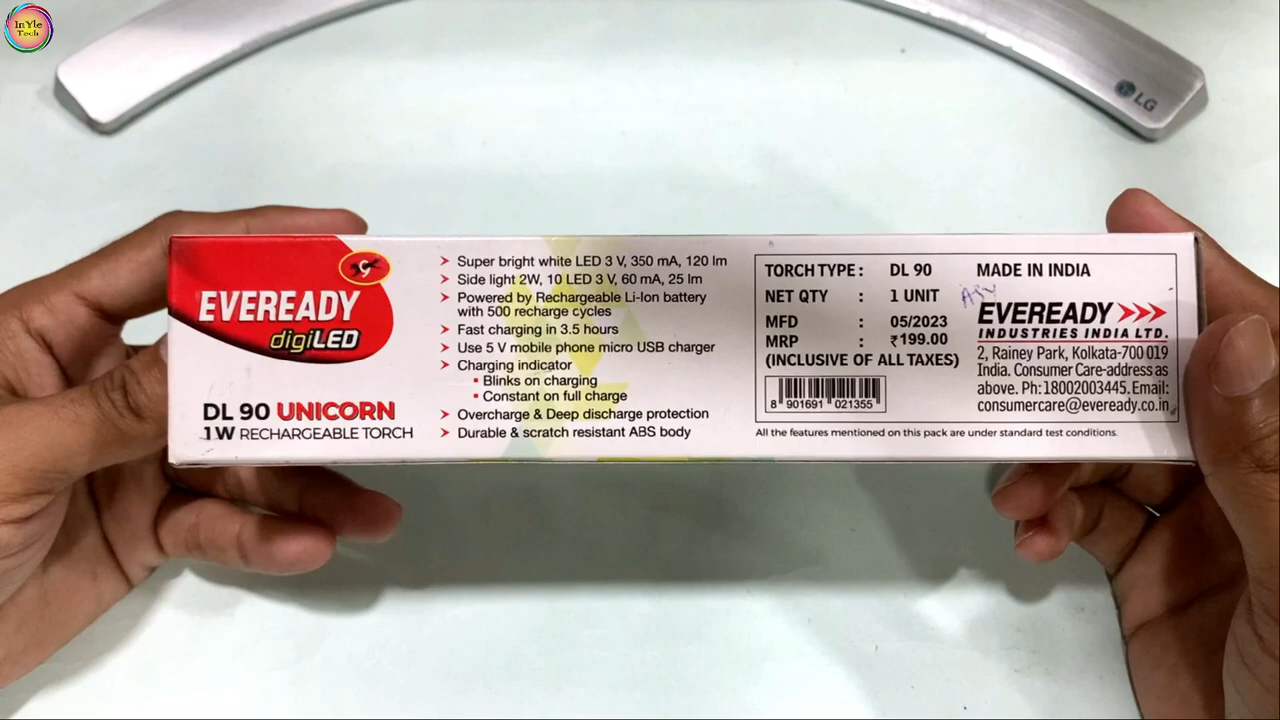 InYle
Tech
LG
9
EVEREADY
digiLED
DL 90 UNICORN
1W RECHARGEABLE TORCH
Super bright white LED 3 V, 350 mA, 120 lm
Side light 2W, 10 LED 3 V, 60 mA, 25 lm
Powered by Rechargeable Li-Ion battery
with 500 recharge cycles
Fast charging in 3.5 hours
Use 5 V mobile phone micro USB charger
Charging indicator
Blinks on charging
Constant on full charge
Overcharge & Deep discharge protection
Durable & scratch resistant ABS body
TORCH TYPE : DL 90
NET QTY : 1 UNIT
MFD : 05/2023
MRP : ₹199.00
(INCLUSIVE OF ALL TAXES)
8 901691 021355
MADE IN INDIA
EVEREADY
INDUSTRIES INDIA LTD.
2, Rainey Park, Kolkata-700 019
India. Consumer Care-address as
above. Ph: 18002003445. Email:
consumercare@eveready.co.in
All the features mentioned on this pack are under standard test conditions.